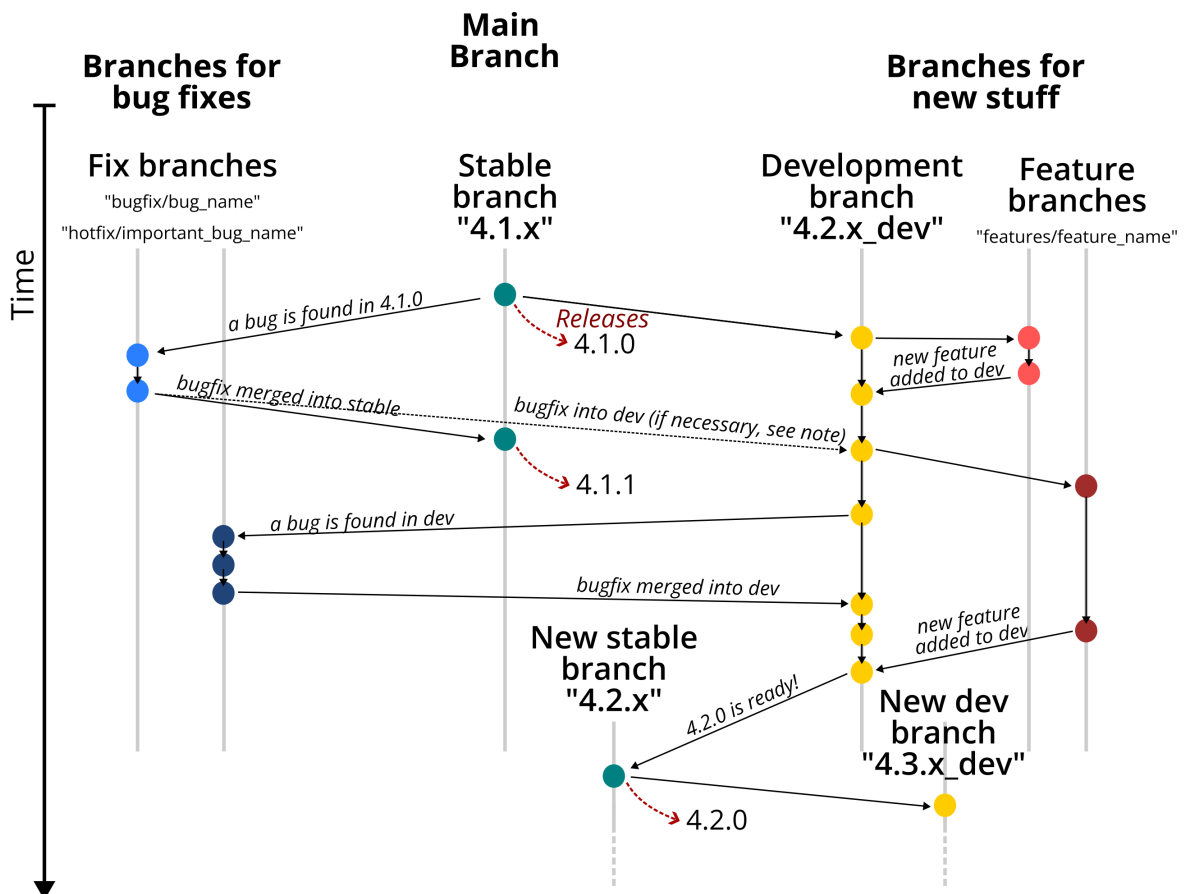 Main
Branch
Branches for
bug fixes
Branches for
new stuff
Fix branches
"bugfix/bug_name"
"hotfix/important_bug_name"
Stable
branch
"4.1.x"
Development
branch
"4.2.x_dev"
Feature
branches
"features/feature_name"
Time
a bug is found in 4.1.0
Releases
4.1.0
new feature
added to dev
bugfix merged into stable
bugfix into dev (if necessary, see note)
4.1.1
a bug is found in dev
bugfix merged into dev
new feature
added to dev
New stable
branch
"4.2.x"
4.2.0 is ready!
New dev
branch
"4.3.x_dev"
4.2.0